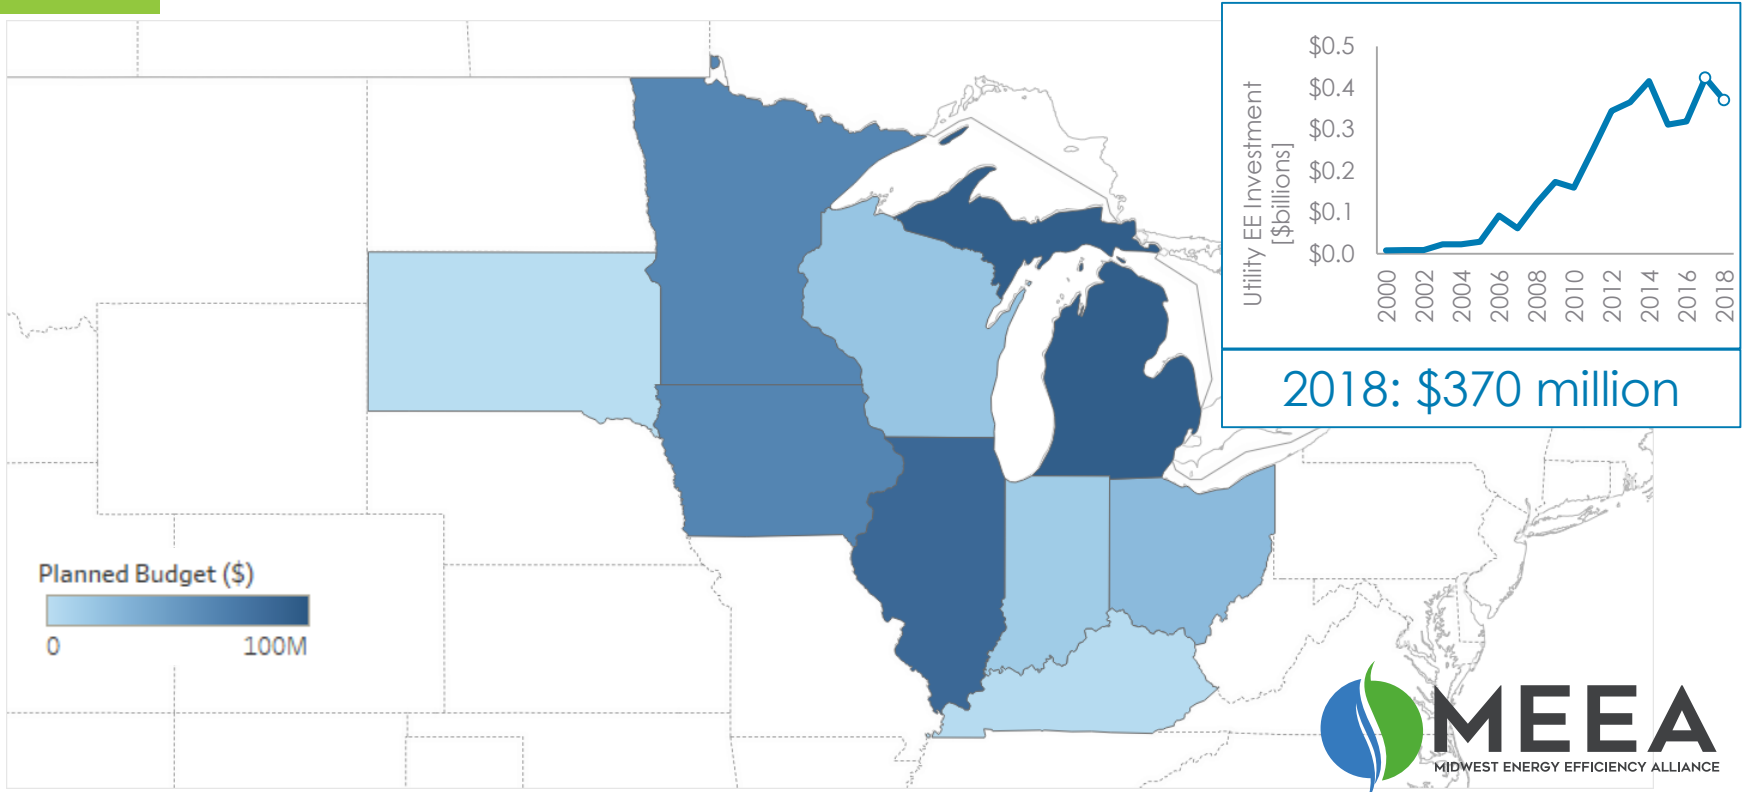 Utility EE Investment
[$billions]
$0.5
$0.4
$0.3
$0.2
$0.1
$0.0
2000
2002
2004
2006
2008
2010
2012
2014
2016
2018
2018: $370 million
Planned Budget ($)
0
100M
MEEA
MIDWEST ENERGY EFFICIENCY ALLIANCE